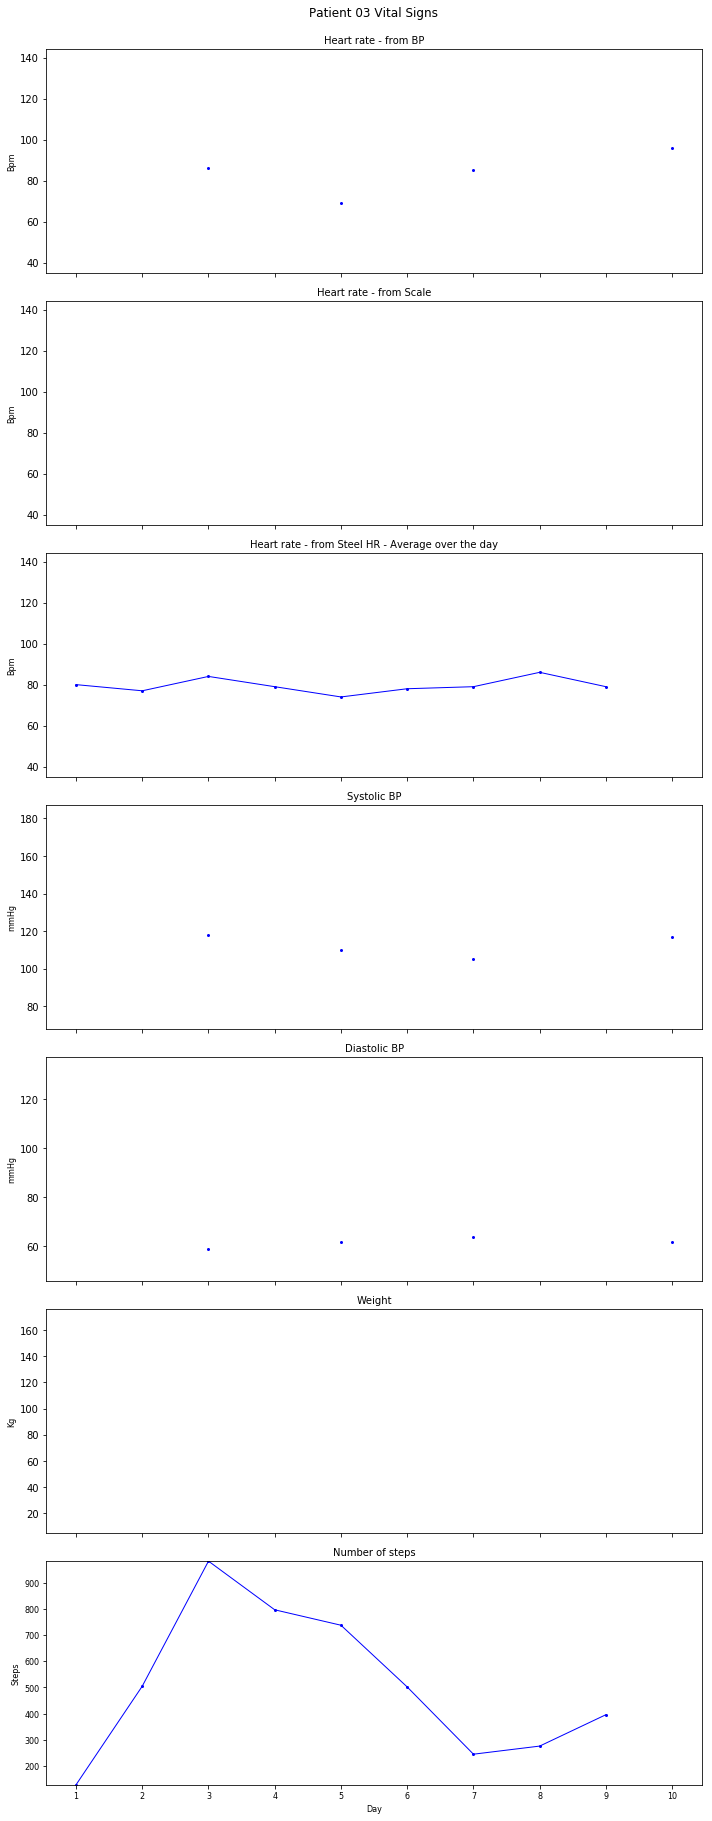 Patient 03 Vital Signs
Heart rate - from BP
140
120
100
80
60
40
Bpm
Heart rate - from Scale
140
120
100
80
60
40
Bpm
Heart rate - from Steel HR - Average over the day
140
120
100
80
60
40
Bpm
Systolic BP
180
160
140
120
100
80
mmHg
Diastolic BP
120
100
80
60
mmHg
Weight
160
140
120
100
80
60
40
20
Kg
Number of steps
900
800
700
600
500
400
300
200
Steps
1 2 3 4 5 6 7 8 9 10
Day